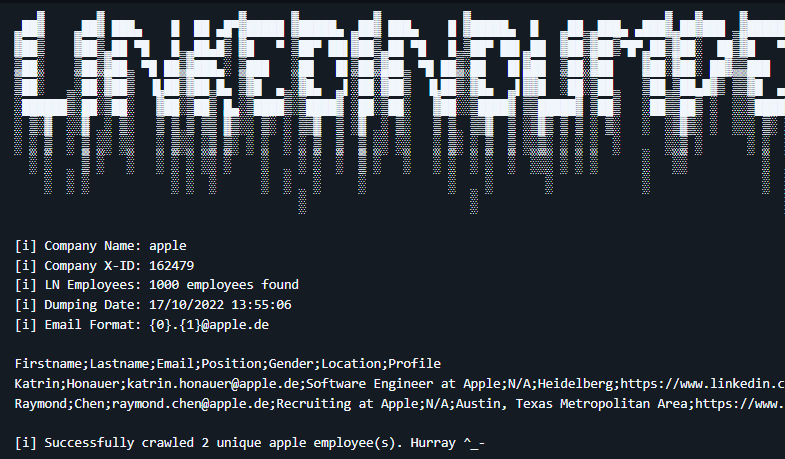 [i] Company Name: apple
[i] Company X-ID: 162479
[i] LN Employees: 1000 employees found
[i] Dumping Date: 17/10/2022 13:55:06
[i] Email Format: {0}.{1}@apple.de
Firstname;Lastname;Email;Position;Gender;Location;Profile
Katrin;Honauer;katrin.honauer@apple.de;Software Engineer at Apple;N/A;Heidelberg;https://www.linkedin.c
Raymond;Chen;raymond.chen@apple.de;Recruiting at Apple;N/A;Austin, Texas Metropolitan Area;https://www.
[i] Successfully crawled 2 unique apple employee(s). Hurray ^_-